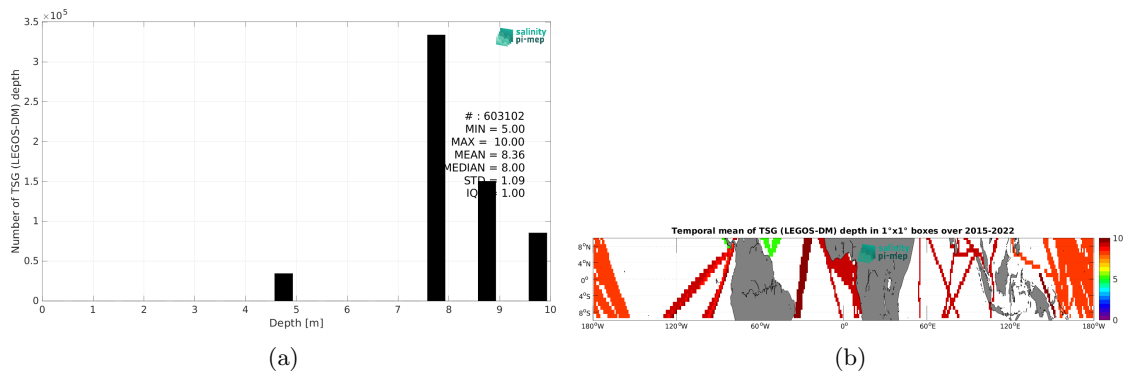 ×10⁵
3.5
3
2.5
2
1.5
1
0.5
0
Number of TSG (LEGOS-DM) depth
salinity
pi-mep
# : 603102
MIN = 5.00
MAX = 10.00
MEAN = 8.36
MEDIAN = 8.00
STD = 1.09
= 1.00
0 1 2 3 4 5 6 7 8 9 10
Depth [m]
(a)
Temporal mean of TSG (LEGOS-DM) depth in 1°x1° boxes over 2015-2022
salinity
pi-mep
8°N
4°N
0°
4°S
8°S
180°W 120°W 60°W 0° 60°E 120°E 180°W
10
5
0
(b)